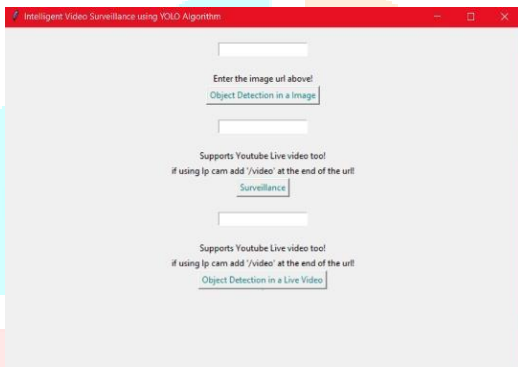 Intelligent Video Surveillance using YOLO Algorithm
Enter the image url above!
Object Detection in a Image
Supports Youtube Live video too!
if using Ip cam add '/video' at the end of the url!
Surveillance
Supports Youtube Live video too!
if using Ip cam add '/video' at the end of the url!
Object Detection in a Live Video